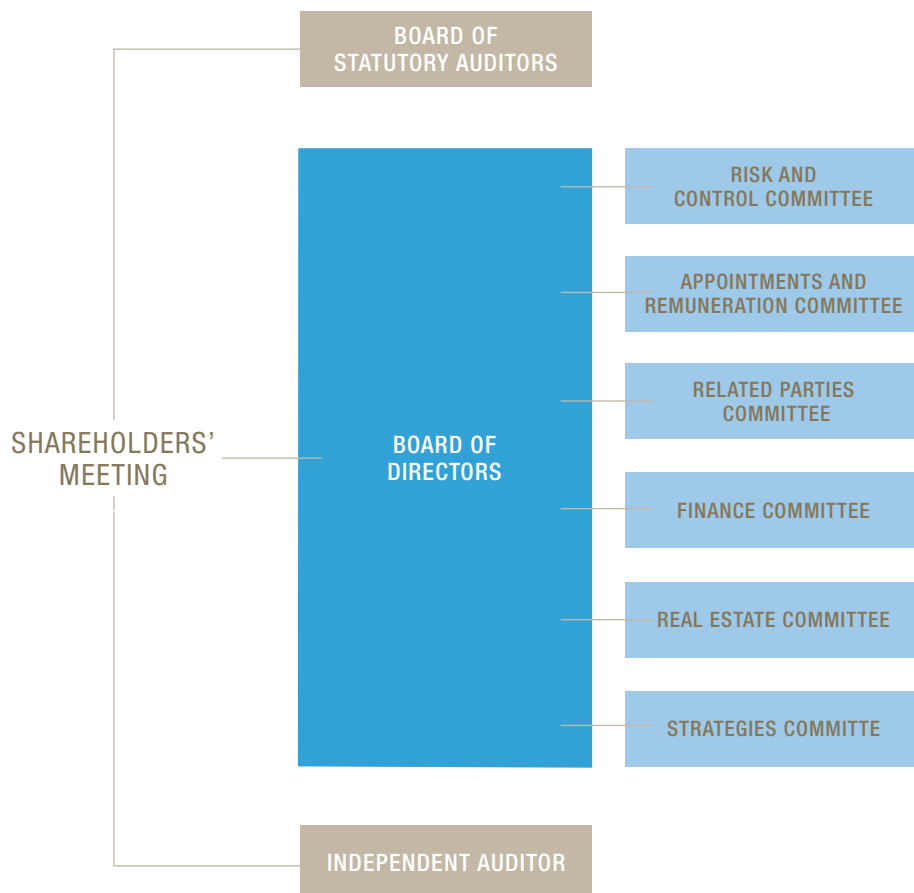 BOARD OF
STATUTORY AUDITORS
RISK AND
CONTROL COMMITTEE
APPOINTMENTS AND
REMUNERATION COMMITTEE
RELATED PARTIES
COMMITTEE
SHAREHOLDERS’
MEETING
BOARD OF
DIRECTORS
FINANCE COMMITTEE
REAL ESTATE COMMITTEE
STRATEGIES COMMITTE
INDEPENDENT AUDITOR